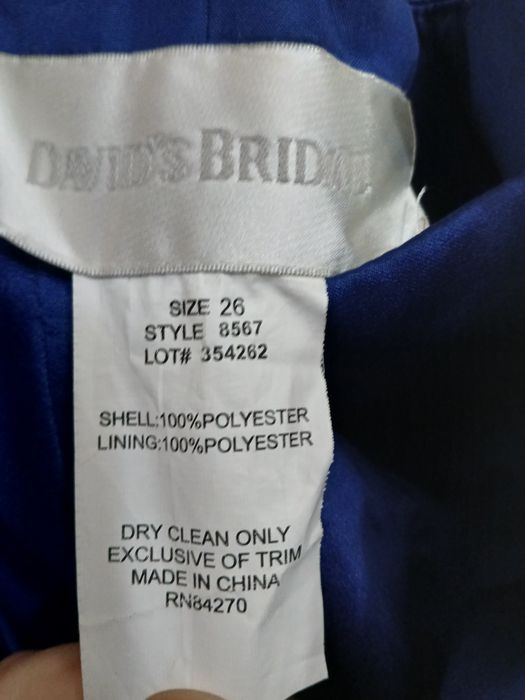 DAVID'S BRIDAL
SIZE 26
STYLE 8567
LOT# 354262
SHELL:100%POLYESTER
LINING:100%POLYESTER
DRY CLEAN ONLY
EXCLUSIVE OF TRIM
MADE IN CHINA
RN84270